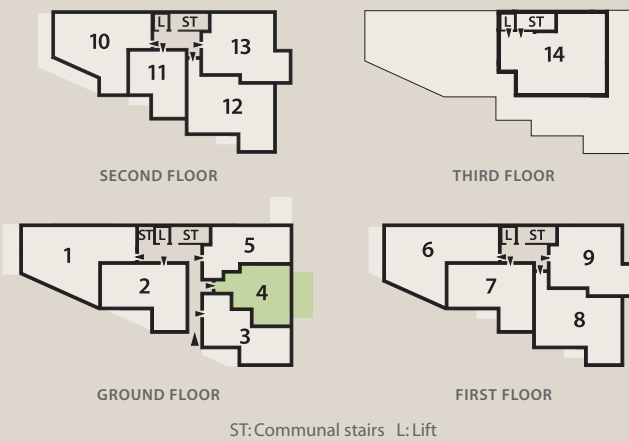 L ST
10
13
11
12
SECOND FLOOR
L ST
14
THIRD FLOOR
ST L ST
1
5
2
4
3
GROUND FLOOR
L ST
6
9
7
8
FIRST FLOOR
ST: Communal stairs L: Lift